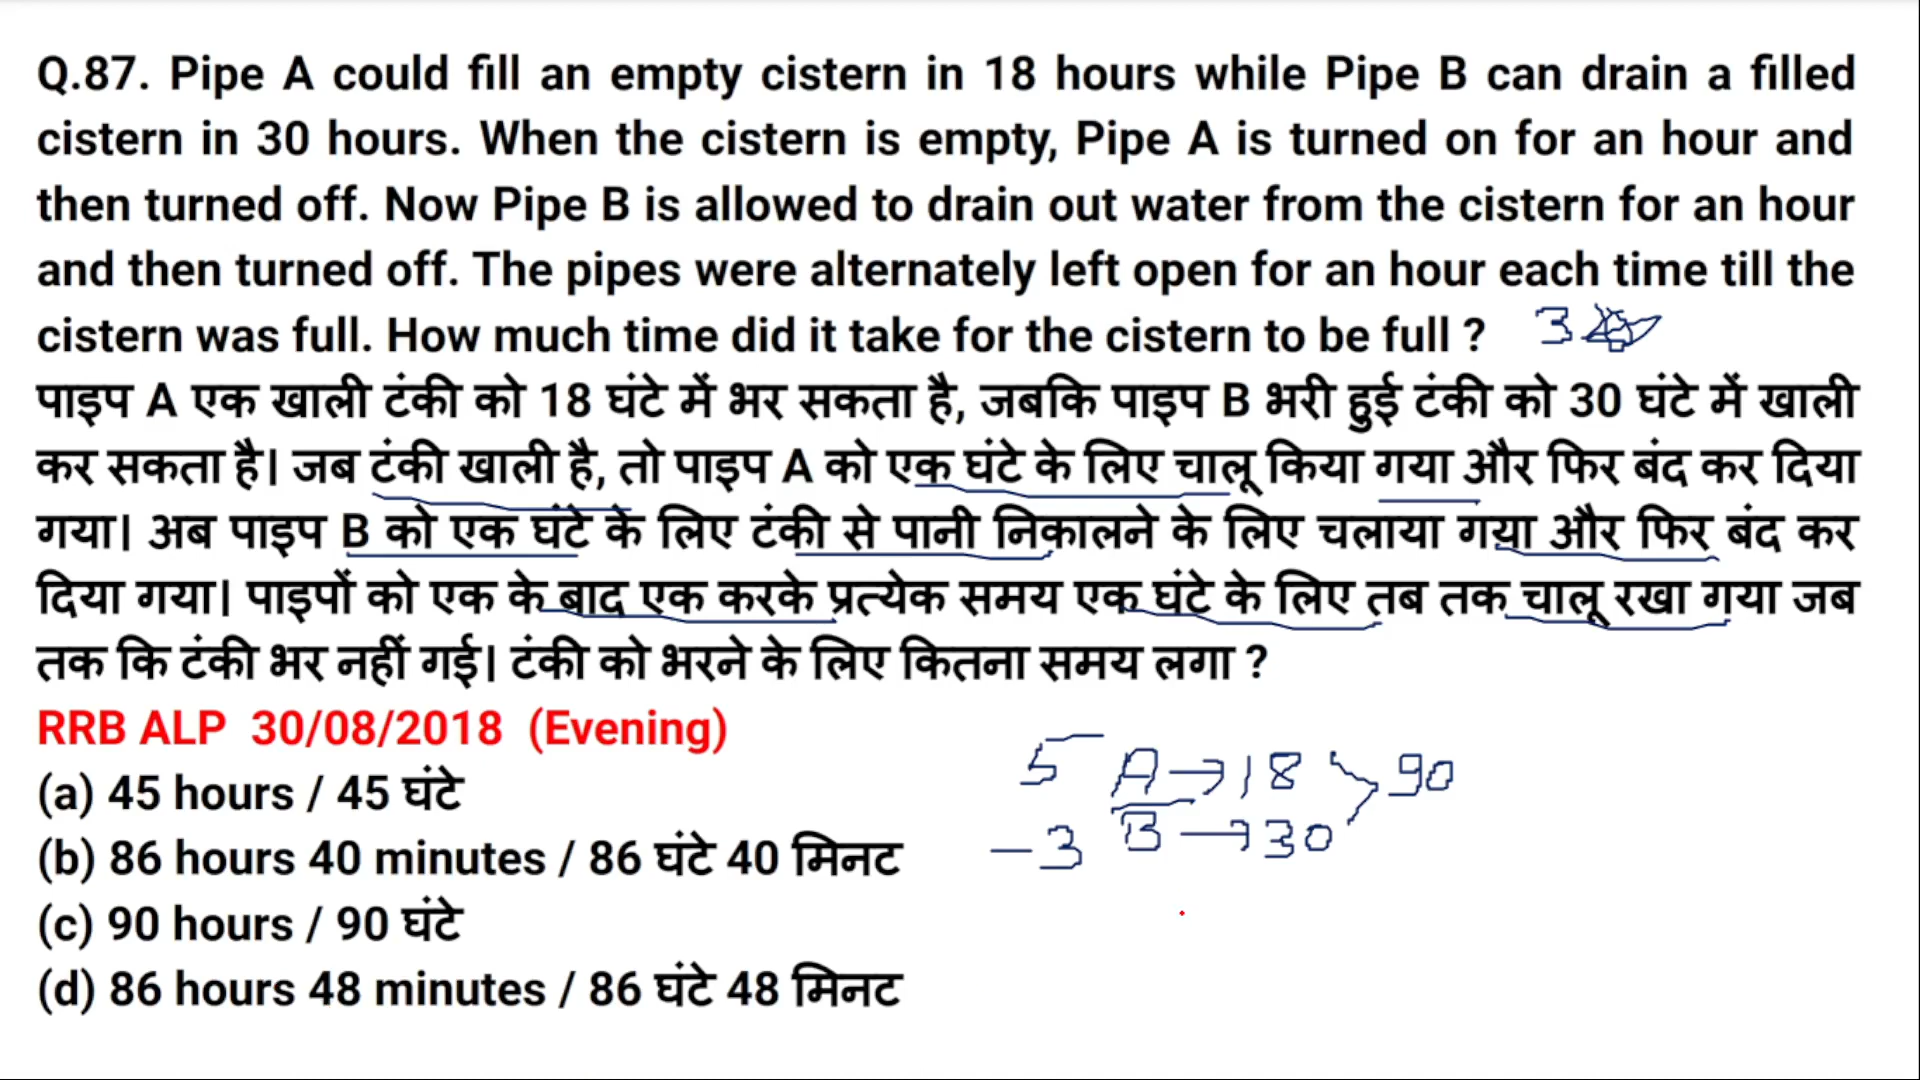 Q.87. Pipe A could fill an empty cistern in 18 hours while Pipe B can drain a filled
cistern in 30 hours. When the cistern is empty, Pipe A is turned on for an hour and
then turned off. Now Pipe B is allowed to drain out water from the cistern for an hour
and then turned off. The pipes were alternately left open for an hour each time till the
cistern was full. How much time did it take for the cistern to be full ? 3
पाइप A एक खाली टंकी को 18 घंटे में भर सकता है, जबकि पाइप B भरी हुई टंकी को 30 घंटे में खाली
कर सकता है। जब टंकी खाली है, तो पाइप A को एक घंटे के लिए चालू किया गया और फिर बंद कर दिया
गया। अब पाइप B को एक घंटे के लिए टंकी से पानी निकालने के लिए चलाया गया और फिर बंद कर
दिया गया। पाइपों को एक के बाद एक करके प्रत्येक समय एक घंटे के लिए तब तक चालू रखा गया जब
तक कि टंकी भर नहीं गई। टंकी को भरने के लिए कितना समय लगा ?
RRB ALP 30/08/2018 (Evening)
(a) 45 hours / 45 घंटे
(b) 86 hours 40 minutes / 86 घंटे 40 मिनट
(c) 90 hours / 90 घंटे
(d) 86 hours 48 minutes / 86 घंटे 48 मिनट
5 A→18 90
-3 B→30